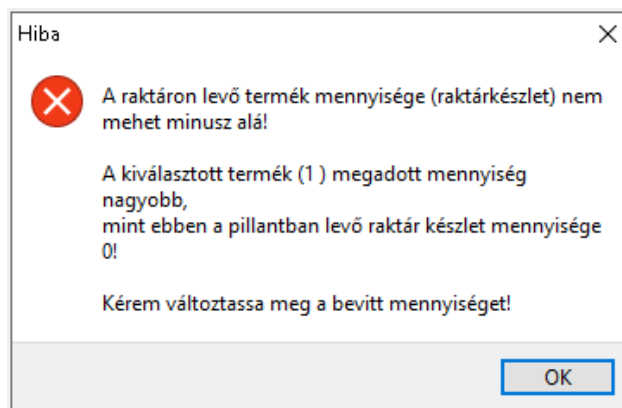 Hiba
A raktáron levő termék mennyisége (raktárkészlet) nem
mehet minusz alá!
A kiválasztott termék (1 ) megadott mennyiség
nagyobb,
mint ebben a pillantban levő raktár készlet mennyisége
0!
Kérem változtassa meg a bevitt mennyiséget!
OK